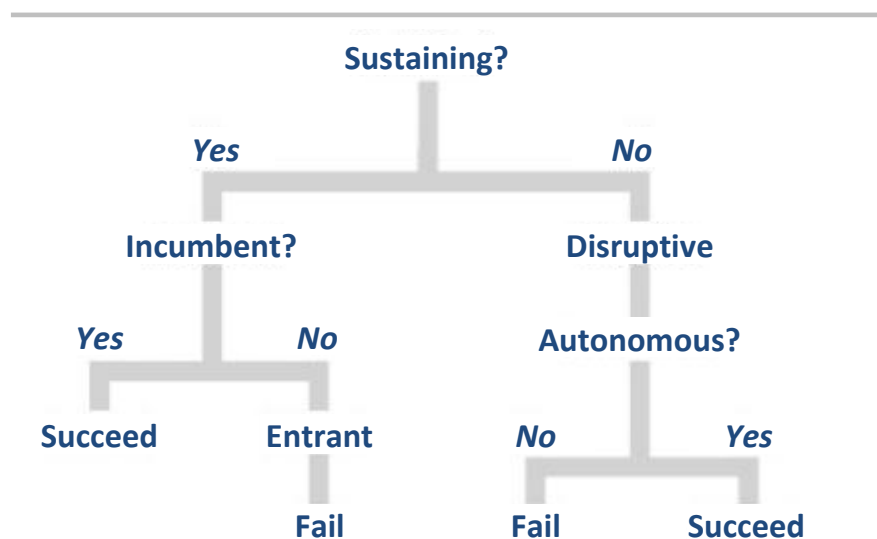 Sustaining?
Yes No
Incumbent? Disruptive
Yes No Autonomous?
Succeed Entrant No Yes
Fail Fail Succeed